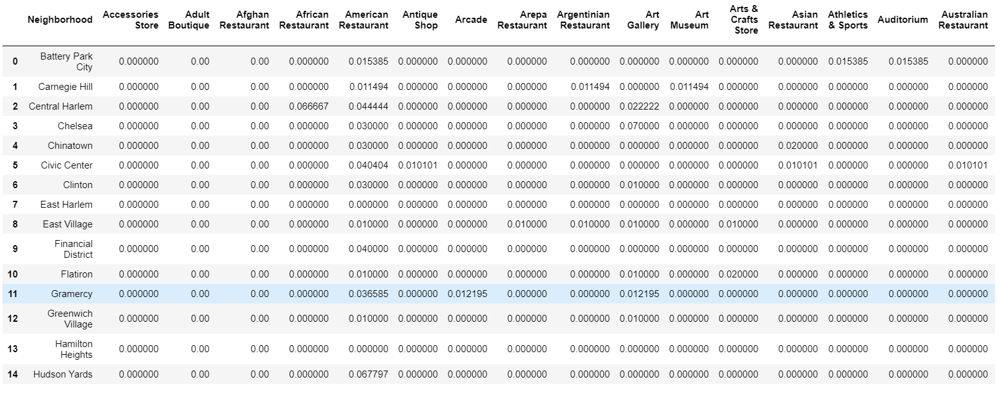 Neighborhood Accessories Store Adult Boutique Afghan Restaurant African Restaurant American Restaurant Antique Shop Arcade Arepa Restaurant Argentinian Restaurant Art Gallery Art Museum Arts & Crafts Store Asian Restaurant Athletics & Sports Auditorium Australian Restaurant
0 Battery Park City 0.000000 0.00 0.00 0.000000 0.015385 0.000000 0.000000 0.000000 0.000000 0.000000 0.000000 0.000000 0.000000 0.015385 0.015385 0.000000
1 Carnegie Hill 0.000000 0.00 0.00 0.000000 0.011494 0.000000 0.000000 0.000000 0.011494 0.000000 0.011494 0.000000 0.000000 0.000000 0.000000 0.000000
2 Central Harlem 0.000000 0.00 0.00 0.066667 0.044444 0.000000 0.000000 0.000000 0.000000 0.022222 0.000000 0.000000 0.000000 0.000000 0.000000 0.000000
3 Chelsea 0.000000 0.00 0.00 0.000000 0.030000 0.000000 0.000000 0.000000 0.000000 0.070000 0.000000 0.000000 0.000000 0.000000 0.000000 0.000000
4 Chinatown 0.000000 0.00 0.00 0.000000 0.030000 0.000000 0.000000 0.000000 0.000000 0.000000 0.000000 0.000000 0.020000 0.000000 0.000000 0.000000
5 Civic Center 0.000000 0.00 0.00 0.000000 0.040404 0.010101 0.000000 0.000000 0.000000 0.000000 0.000000 0.000000 0.010101 0.000000 0.000000 0.010101
6 Clinton 0.000000 0.00 0.00 0.000000 0.030000 0.000000 0.000000 0.000000 0.000000 0.010000 0.000000 0.000000 0.000000 0.000000 0.000000 0.000000
7 East Harlem 0.000000 0.00 0.00 0.000000 0.000000 0.000000 0.000000 0.000000 0.000000 0.000000 0.000000 0.000000 0.000000 0.000000 0.000000 0.000000
8 East Village 0.000000 0.00 0.00 0.000000 0.010000 0.000000 0.000000 0.010000 0.010000 0.010000 0.000000 0.010000 0.000000 0.000000 0.000000 0.000000
9 Financial District 0.000000 0.00 0.00 0.000000 0.040000 0.000000 0.000000 0.000000 0.000000 0.000000 0.000000 0.000000 0.000000 0.000000 0.000000 0.000000
10 Flatiron 0.000000 0.00 0.00 0.000000 0.010000 0.000000 0.000000 0.000000 0.000000 0.010000 0.000000 0.020000 0.000000 0.000000 0.000000 0.000000
11 Gramercy 0.000000 0.00 0.00 0.000000 0.036585 0.000000 0.012195 0.000000 0.000000 0.012195 0.000000 0.000000 0.000000 0.000000 0.000000 0.000000
12 Greenwich Village 0.000000 0.00 0.00 0.000000 0.010000 0.000000 0.000000 0.000000 0.000000 0.010000 0.000000 0.000000 0.000000 0.000000 0.000000 0.000000
13 Hamilton Heights 0.000000 0.00 0.00 0.000000 0.000000 0.000000 0.000000 0.000000 0.000000 0.000000 0.000000 0.000000 0.000000 0.000000 0.000000 0.000000
14 Hudson Yards 0.000000 0.00 0.00 0.000000 0.067797 0.000000 0.000000 0.000000 0.000000 0.000000 0.000000 0.000000 0.000000 0.000000 0.000000 0.000000